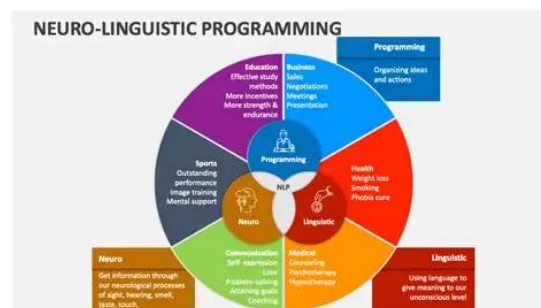 NEURO-LINGUISTIC PROGRAMMING
Programming
Organizing ideas
and actions
Education
Effective study
methods
More incentives
More strength &
endurance
Business
Sales
Negotiations
Meetings
Presentation
Sports
Outstanding
performance
Image training
Mental support
Programming
NLP
Neuro
Linguistic
Health
Weight loss
Smoking
Phobia cure
Communication
Self-expression
Love
Problem-solving
Attaining goals
Coaching
Medical
Counseling
Psychotherapy
Hypnotherapy
Neuro
Get information through
our neurological processes
of sight, hearing, smell,
taste, touch.
Linguistic
Using language to
give meaning to our
unconscious level